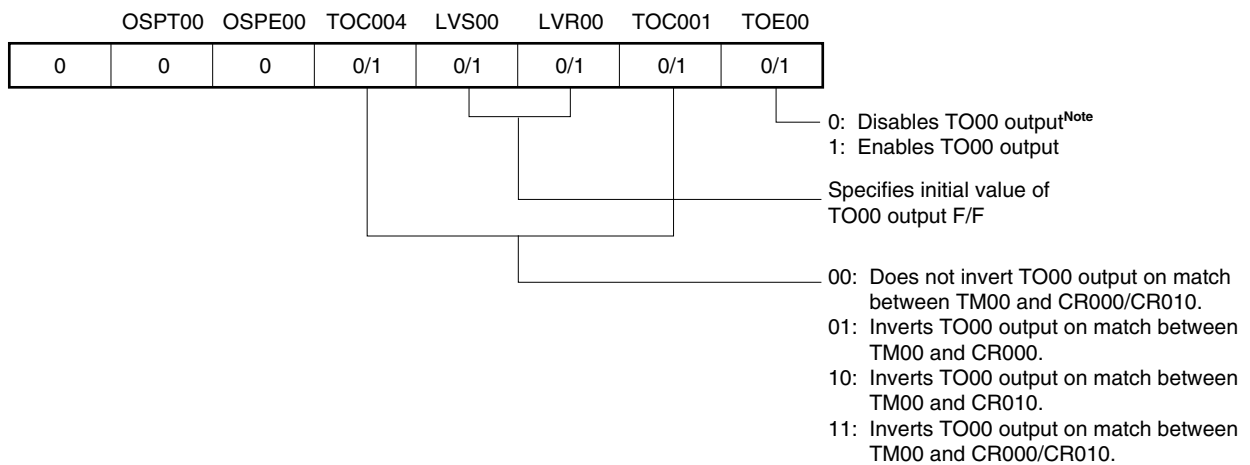 OSPT00 OSPE00 TOC004 LVS00 LVR00 TOC001 TOE00
0 0 0 0/1 0/1 0/1 0/1 0/1
0: Disables TO00 outputNote
1: Enables TO00 output
Specifies initial value of
TO00 output F/F
00: Does not invert TO00 output on match
between TM00 and CR000/CR010.
01: Inverts TO00 output on match between
TM00 and CR000.
10: Inverts TO00 output on match between
TM00 and CR010.
11: Inverts TO00 output on match between
TM00 and CR000/CR010.